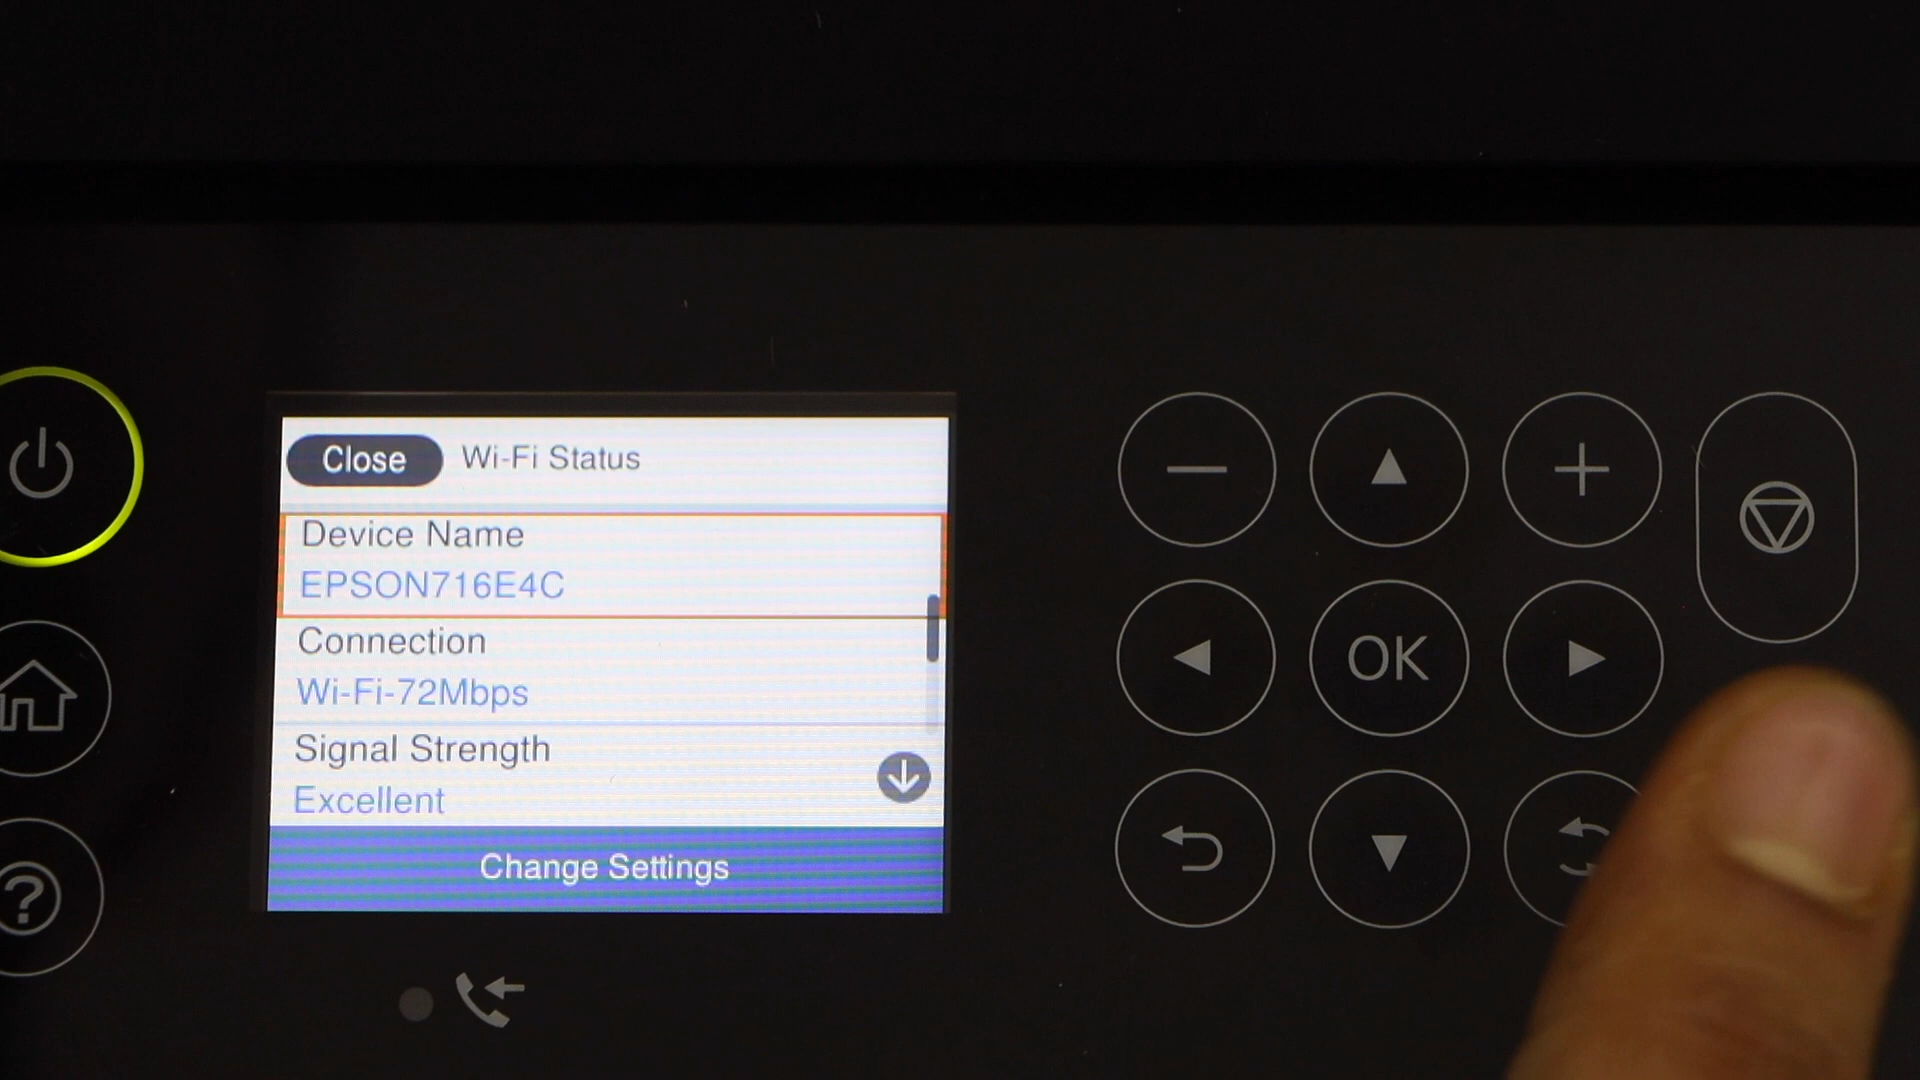 Close Wi-Fi Status
Device Name
EPSON716E4C
Connection
Wi-Fi-72Mbps
Signal Strength
Excellent
Change Settings
OK